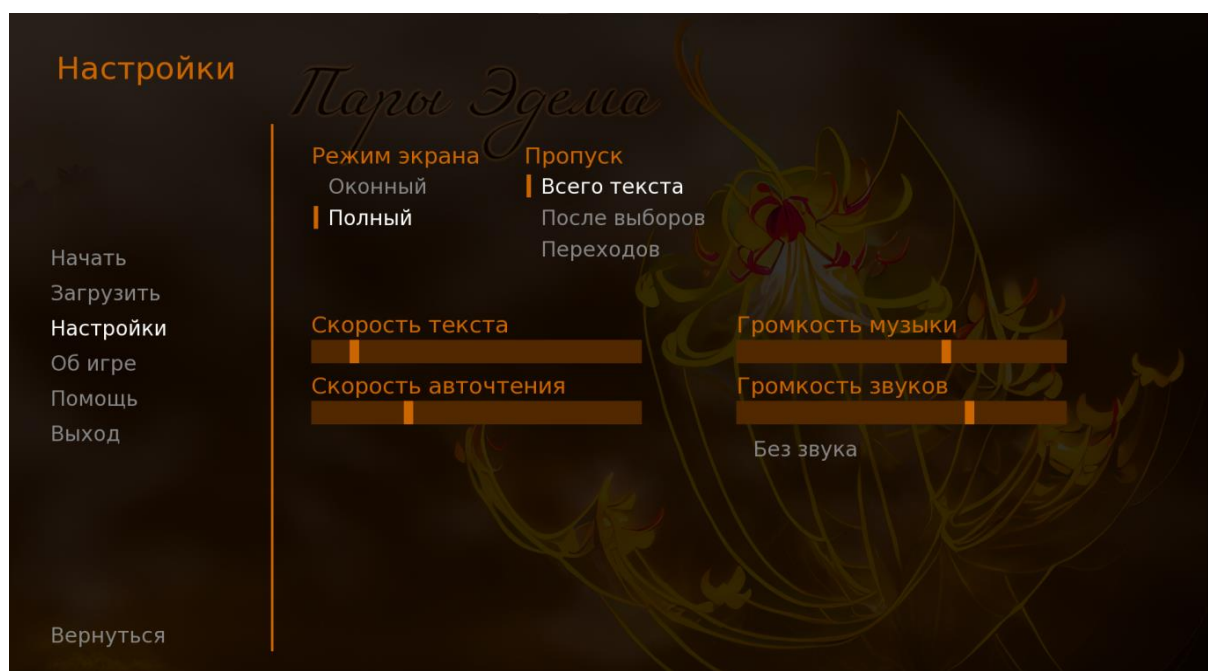 Настройки
Пары Эдема
Режим экрана
Оконный
Полный
Пропуск
Всего текста
После выборов
Переходов
Начать
Загрузить
Настройки
Об игре
Помощь
Выход
Скорость текста
Скорость авточтения
Громкость музыки
Громкость звуков
Без звука
Вернуться